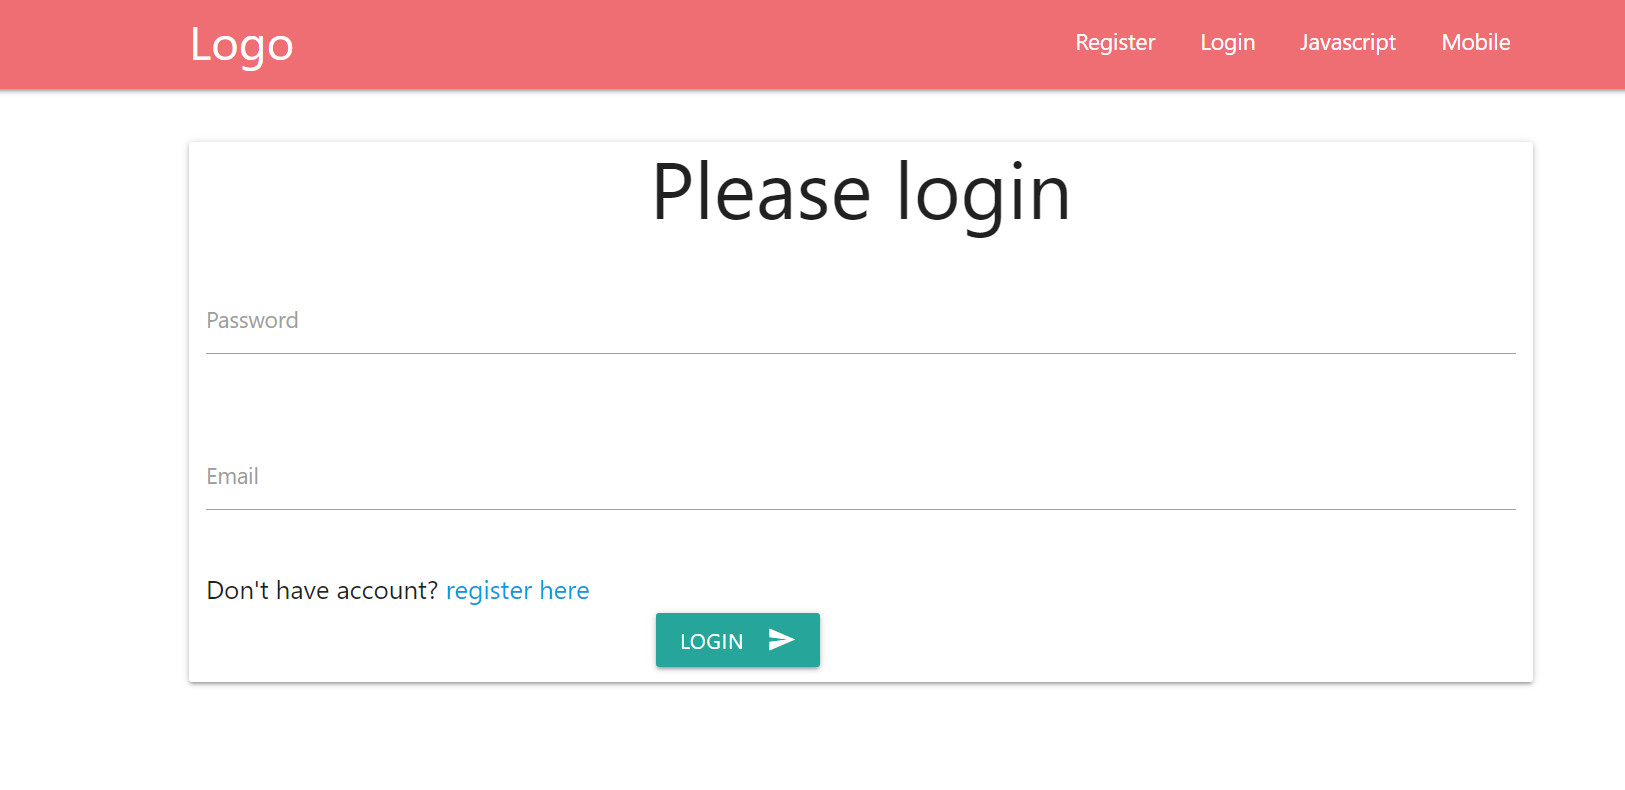 Logo Register Login Javascript Mobile
Please login
Password
Email
Don't have account? register here
LOGIN